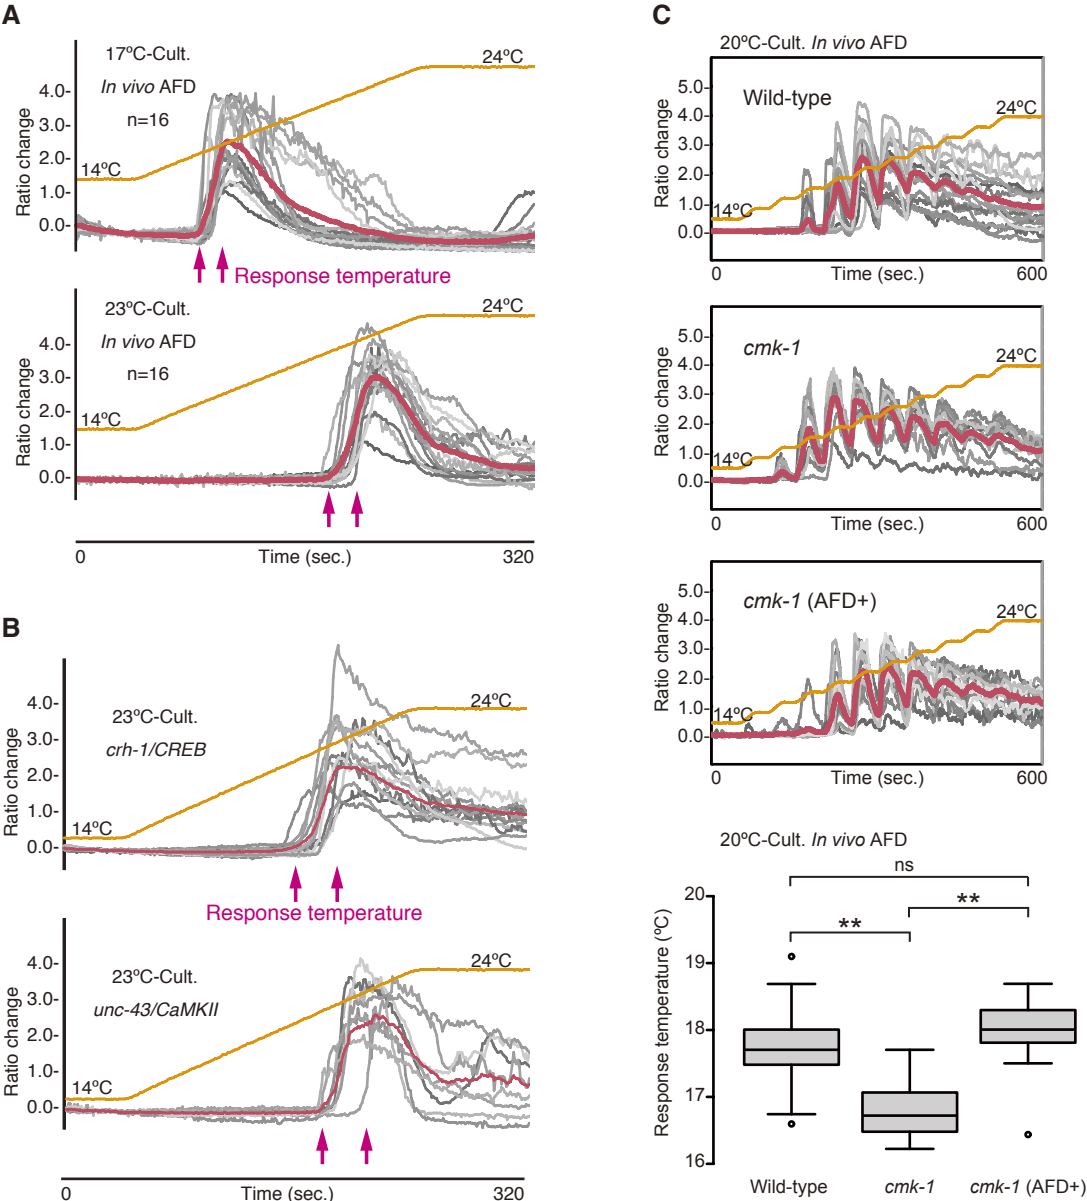 A
17ºC-Cult.
In vivo AFD
n=16
24ºC
14ºC
Ratio change
4.0-
3.0-
2.0-
1.0-
0.0-
Response temperature
23ºC-Cult.
In vivo AFD
n=16
24ºC
14ºC
Ratio change
4.0-
3.0-
2.0-
1.0-
0.0-
0
Time (sec.)
320
B
23ºC-Cult.
crh-1/CREB
24ºC
14ºC
Ratio change
4.0-
3.0-
2.0-
1.0-
0.0-
Response temperature
23ºC-Cult.
unc-43/CaMKII
24ºC
14ºC
Ratio change
4.0-
3.0-
2.0-
1.0-
0.0-
0
Time (sec.)
320
C
20ºC-Cult. In vivo AFD
Wild-type
24ºC
14ºC
Ratio change
5.0-
4.0-
3.0-
2.0-
1.0-
0.0-
0
Time (sec.)
600
cmk-1
24ºC
14ºC
Ratio change
5.0-
4.0-
3.0-
2.0-
1.0-
0.0-
0
Time (sec.)
600
cmk-1 (AFD+)
24ºC
14ºC
Ratio change
5.0-
4.0-
3.0-
2.0-
1.0-
0.0-
0
Time (sec.)
600
20ºC-Cult. In vivo AFD
ns
**
**
Response temperature (ºC)
20
19
18
17
16
Wild-type
cmk-1
cmk-1 (AFD+)